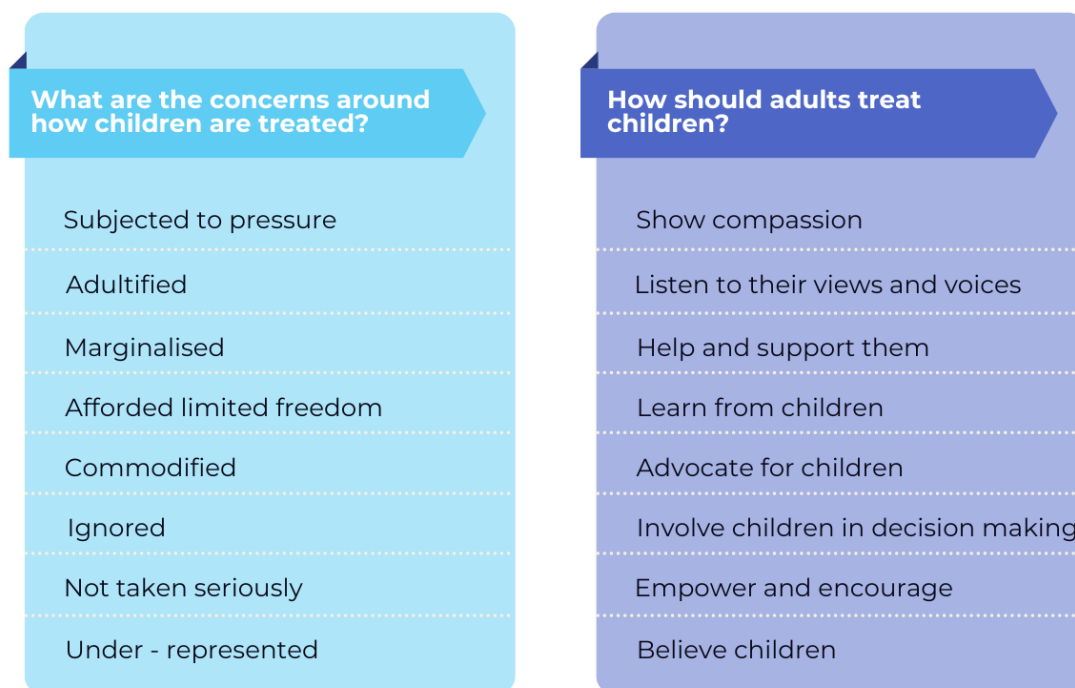 What are the concerns around
how children are treated?
Subjected to pressure
Adultified
Marginalised
Afforded limited freedom
Commodified
Ignored
Not taken seriously
Under - represented
How should adults treat
children?
Show compassion
Listen to their views and voices
Help and support them
Learn from children
Advocate for children
Involve children in decision making
Empower and encourage
Believe children